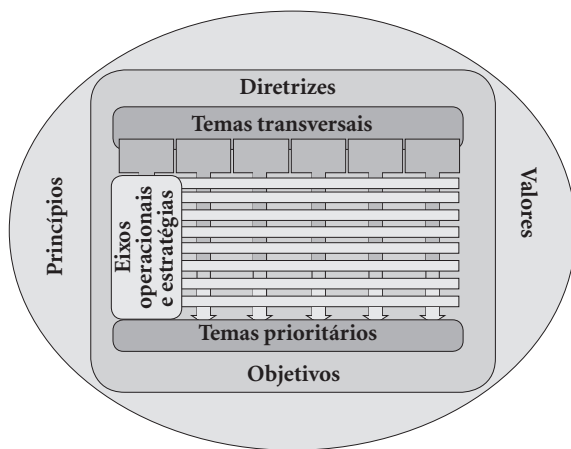 Diretrizes
Temas transversais
Princípios
Eixos
operacionais
e estratégias
Valores
Temas prioritários
Objetivos